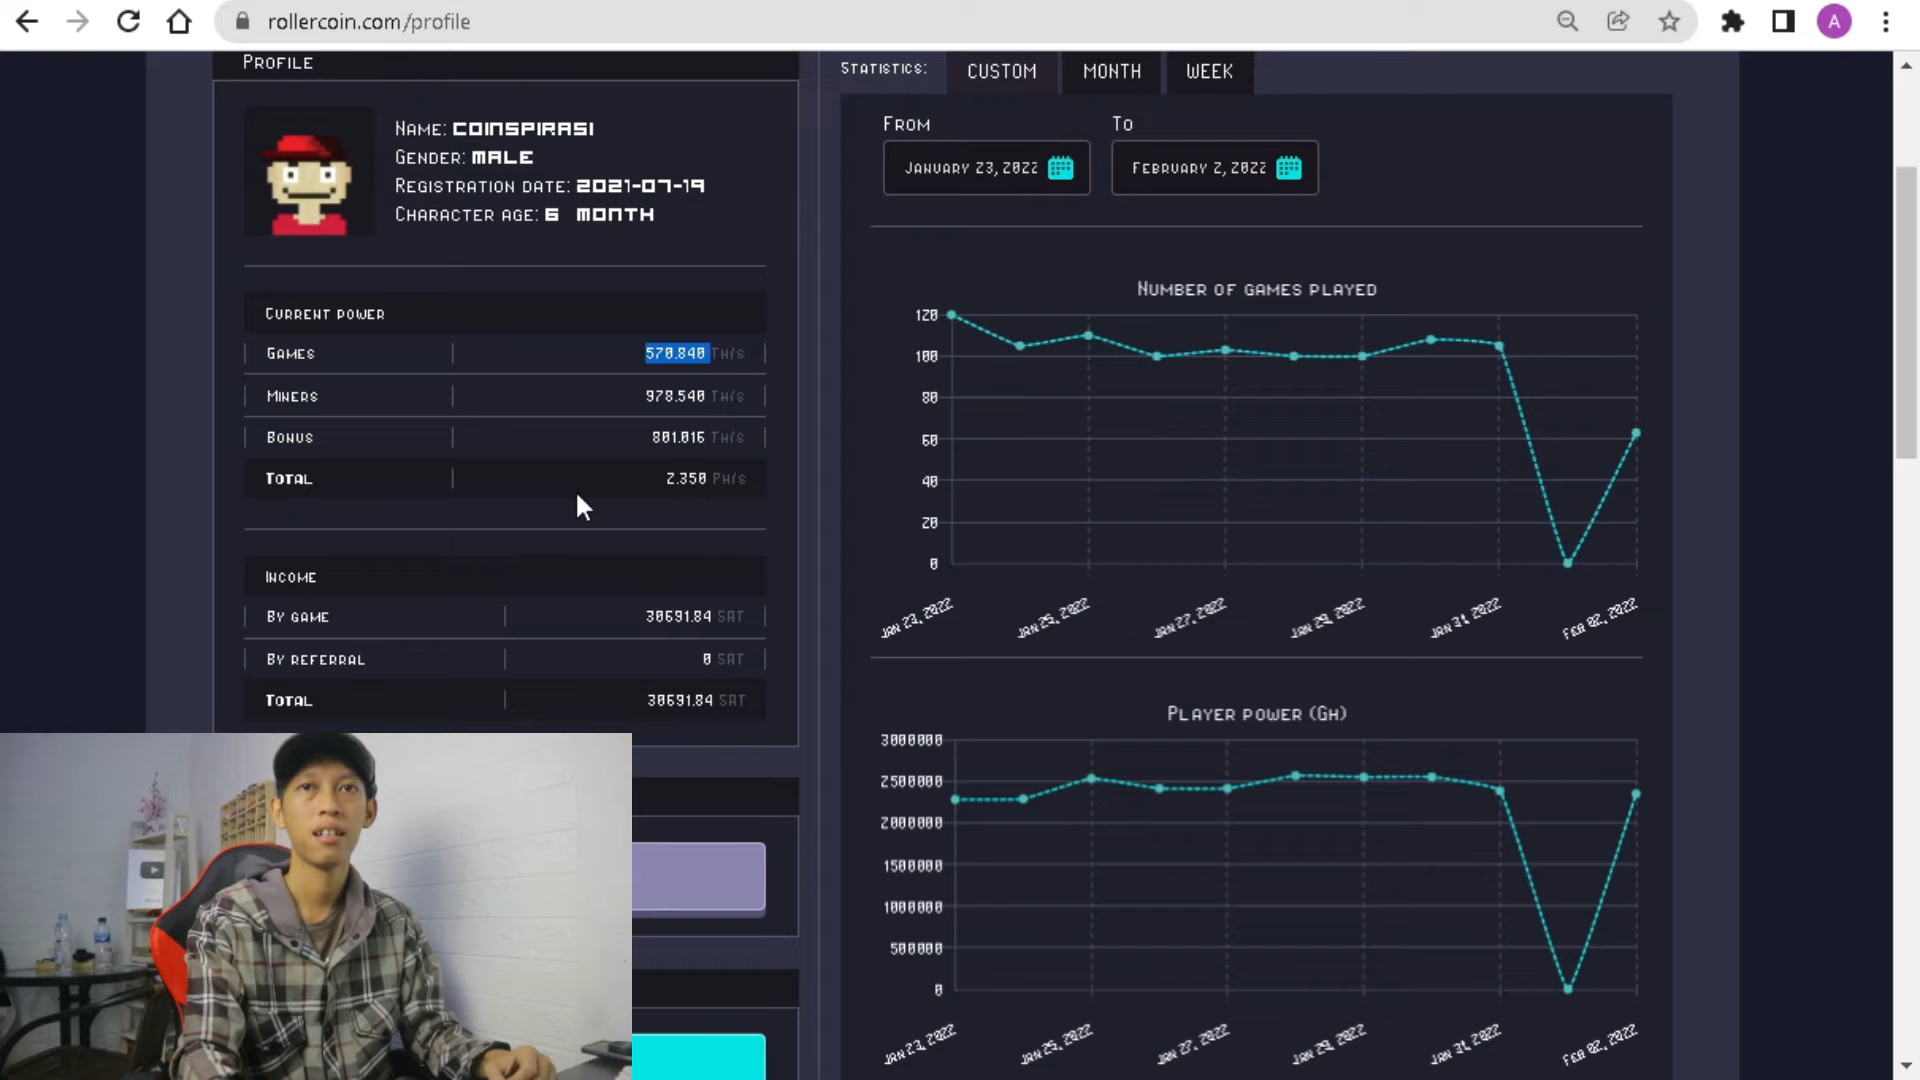 rollercoin.com/profile
A
Profile
Name: COINSPIRASI
Gender: MALE
Registration date: 2021-07-19
Character age: 6 MONTH
Current power
Games 570.840 TH/s
Miners 978.540 TH/s
Bonus 801.016 TH/s
Total 2.350 PH/s
Income
By game 30691.84 SAT
By referral 0 SAT
Total 30691.84 SAT
Statistics: CUSTOM MONTH WEEK
From To
January 23, 2022 February 2, 2022
Number of games played
120
100
80
60
40
20
0
Jan 23, 2022 Jan 25, 2022 Jan 27, 2022 Jan 29, 2022 Jan 31, 2022 Feb 02, 2022
Player power (Gh)
3000000
2500000
2000000
1500000
1000000
500000
0
Jan 23, 2022 Jan 25, 2022 Jan 27, 2022 Jan 29, 2022 Jan 31, 2022 Feb 02, 2022